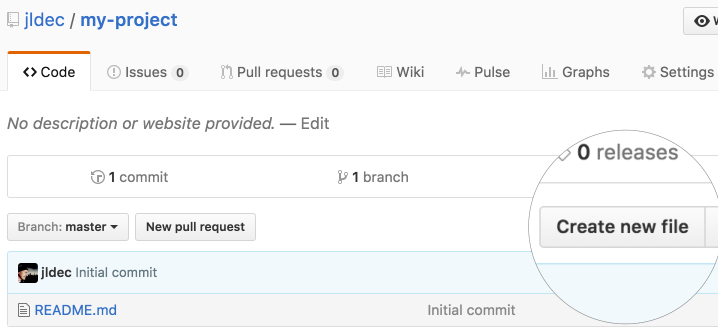 jldec / my-project
W
Code Issues 0 Pull requests 0 Wiki Pulse Graphs Settings
No description or website provided. — Edit
1 commit 1 branch 0 releases
Branch: master New pull request Create new file
jldec Initial commit
README.md Initial commit